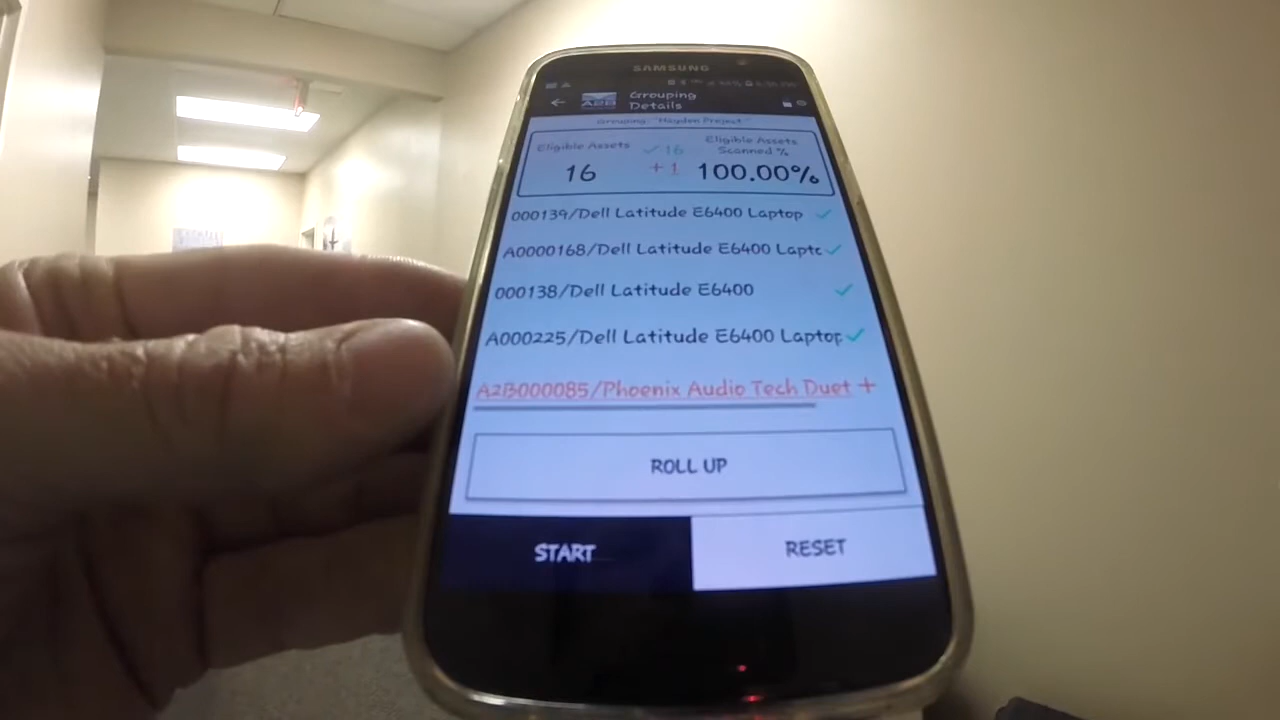 SAMSUNG
A2B
Grouping
Details
Grouping: "Hayden Project"
Eligible Assets
16
✓ 16
+ 1
Eligible Assets
Scanned %
100.00%
000139/Dell Latitude E6400 Laptop ✓
A0000168/Dell Latitude E6400 Lapto ✓
000138/Dell Latitude E6400 ✓
A000225/Dell Latitude E6400 Laptop ✓
A2B000085/Phoenix Audio Tech Duet +
ROLL UP
START
RESET